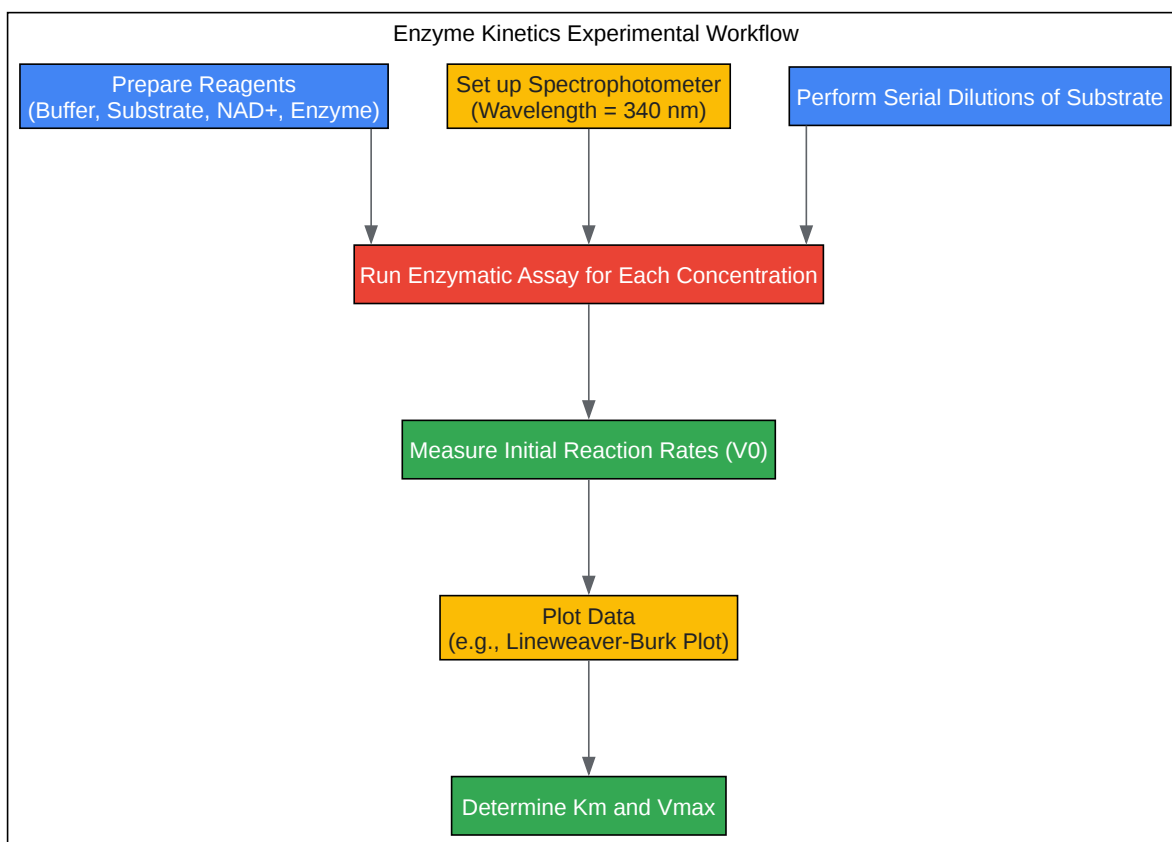 Enzyme Kinetics Experimental Workflow
Prepare Reagents
(Buffer, Substrate, NAD+, Enzyme)
Set up Spectrophotometer
(Wavelength = 340 nm)
Perform Serial Dilutions of Substrate
Run Enzymatic Assay for Each Concentration
Measure Initial Reaction Rates (V0)
Plot Data
(e.g., Lineweaver-Burk Plot)
Determine Km and Vmax